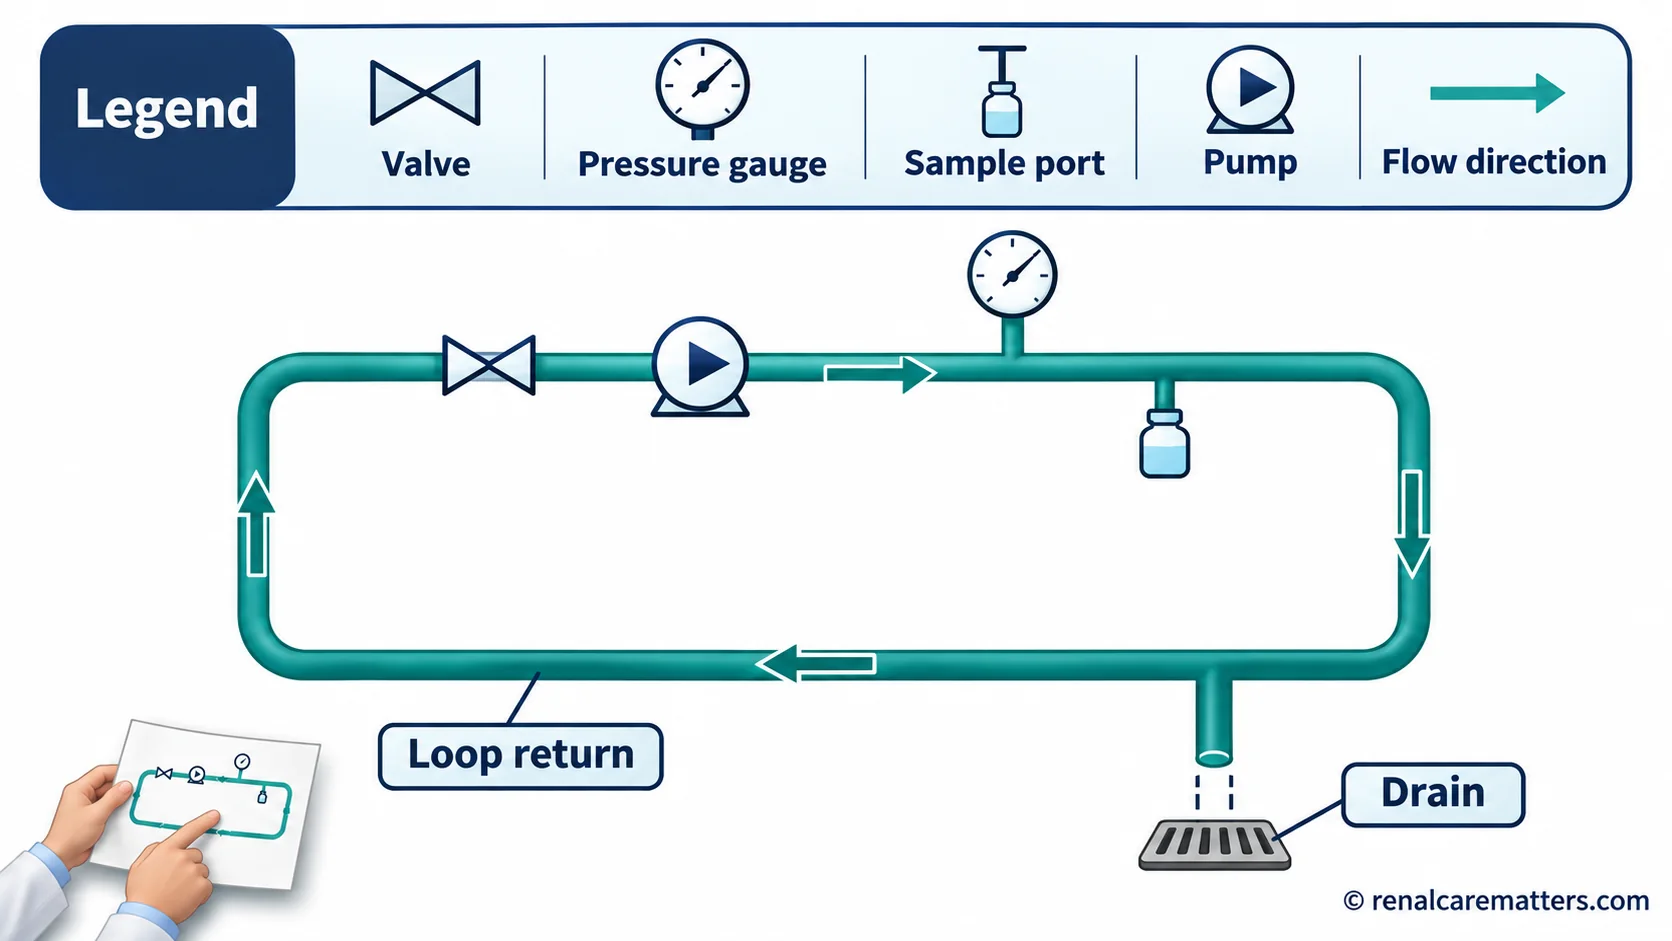 Legend
Valve
Pressure gauge
Sample port
Pump
Flow direction
Loop return
Drain
© renalcarematters.com